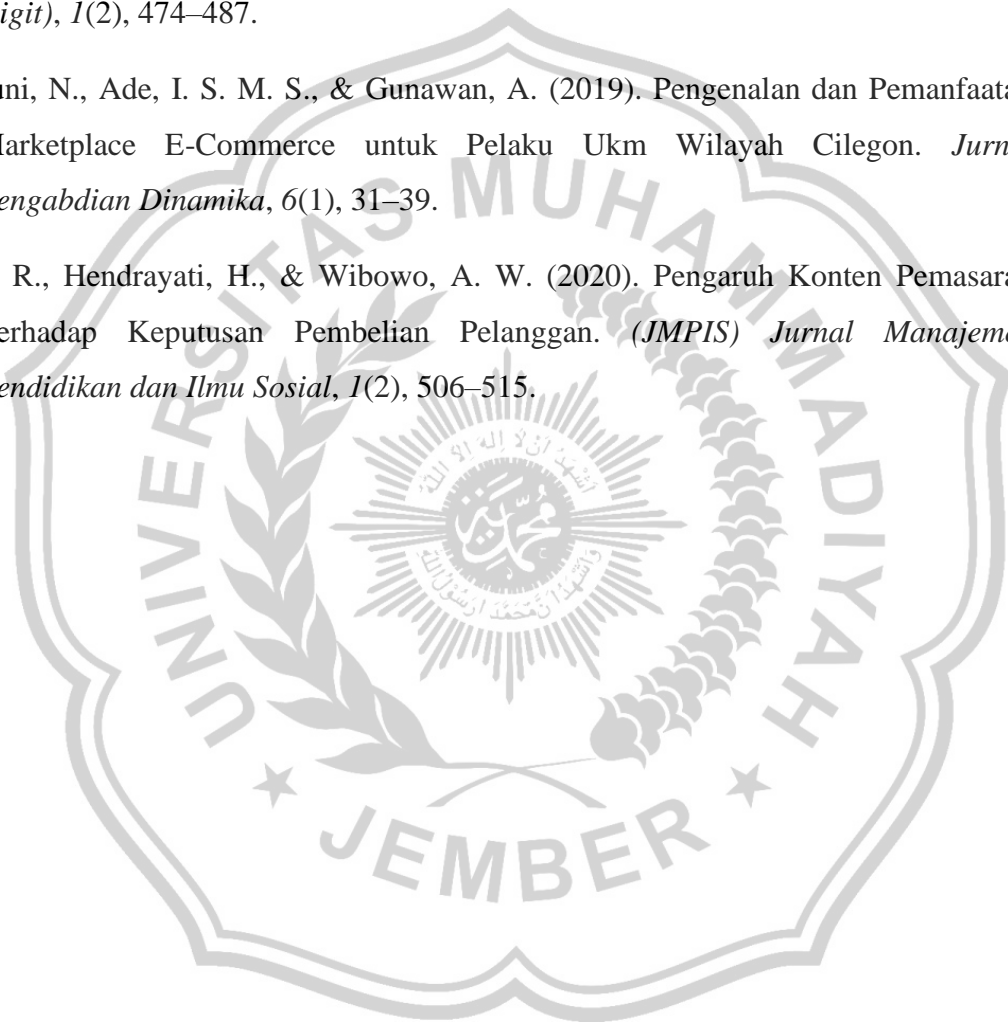 igit), 1(2), 474–487.
uni, N., Ade, I. S. M. S., & Gunawan, A. (2019). Pengenalan dan Pemanfaata
Marketplace E-Commerce untuk Pelaku Ukm Wilayah Cilegon. Jurn
engabdian Dinamika, 6(1), 31–39.
R., Hendrayati, H., & Wibowo, A. W. (2020). Pengaruh Konten Pemasara
erhadap Keputusan Pembelian Pelanggan. (JMPIS) Jurnal Manajeme
endidikan dan Ilmu Sosial, 1(2), 506–515.
UNIVERSITAS MUHAMMADIYAH
JEMBER